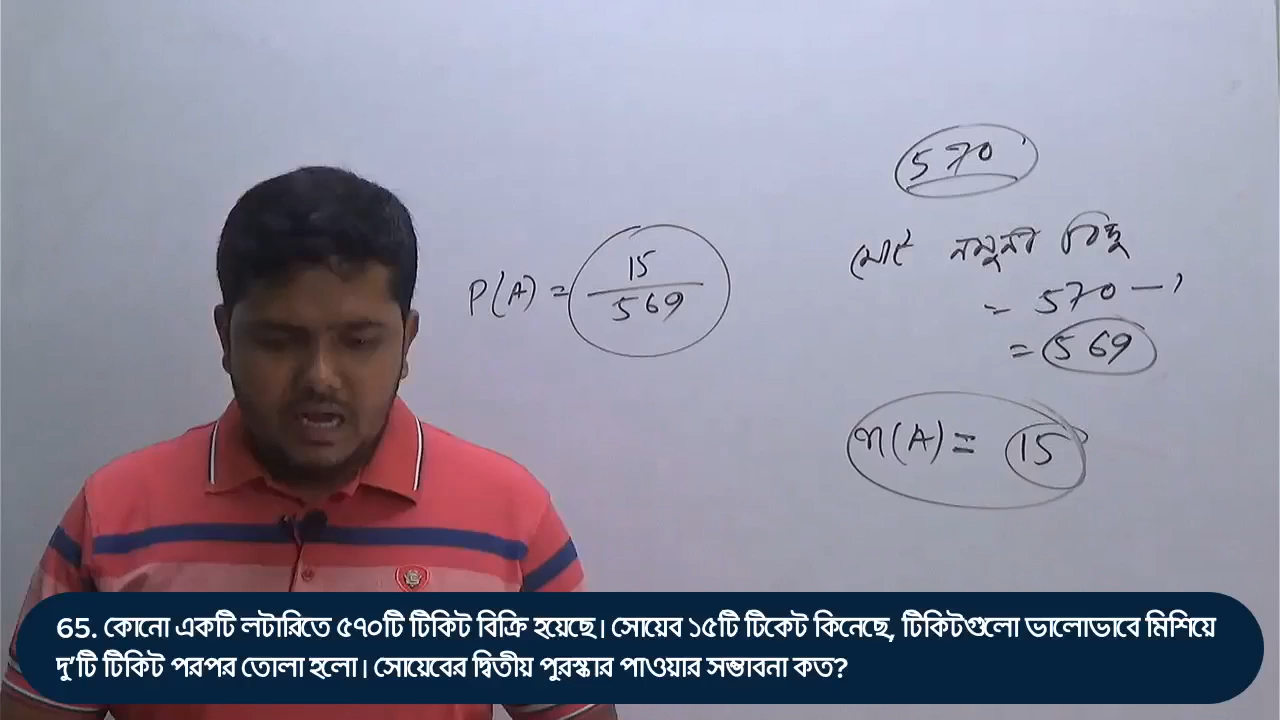 570
মোট নমুনা বিন্দু
= 570 – 1
= 569
P(A) = 15/569
n(A) = 15
65. কোনো একটি লটারিতে ৫৭০টি টিকিট বিক্রি হয়েছে। সোয়েব ১৫টি টিকেট কিনেছে, টিকিটগুলো ভালোভাবে মিশিয়ে
দু'টি টিকিট পরপর তোলা হলো। সোয়েবের দ্বিতীয় পুরস্কার পাওয়ার সম্ভাবনা কত?